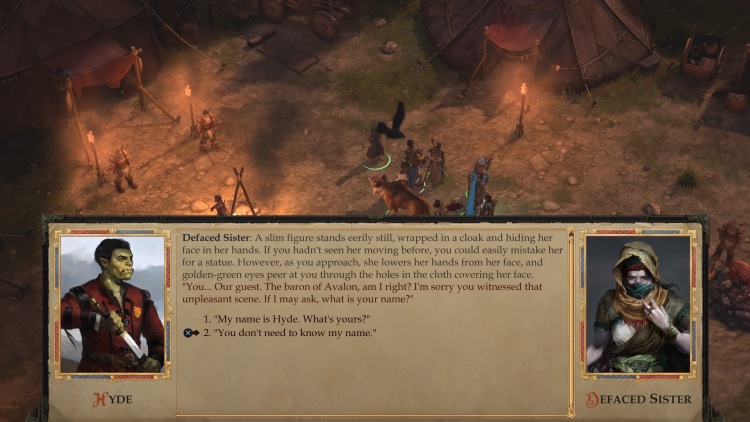 Defaced Sister: A slim figure stands eerily still, wrapped in a cloak and hiding her
face in her hands. If you hadn't seen her moving before, you could easily mistake her
for a statue. However, as you approach, she lowers her hands from her face, and
golden-green eyes peer at you through the holes in the cloth covering her face.
"You... Our guest. The baron of Avalon, am I right? I'm sorry you witnessed that
unpleasant scene. If I may ask, what is your name?"
1. "My name is Hyde. What's yours?"
2. "You don't need to know my name."
Hyde
Defaced Sister